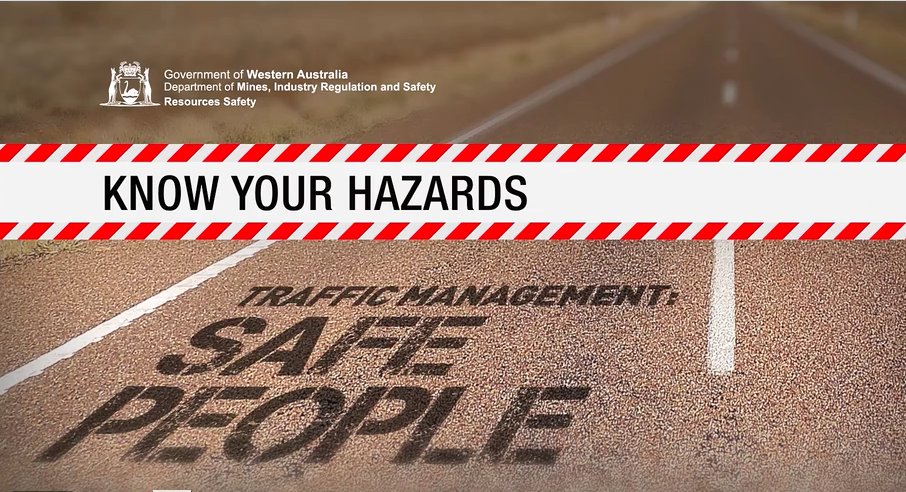 Government of Western Australia
Department of Mines, Industry Regulation and Safety
Resources Safety
KNOW YOUR HAZARDS
TRAFFIC MANAGEMENT:
SAFE
PEOPLE